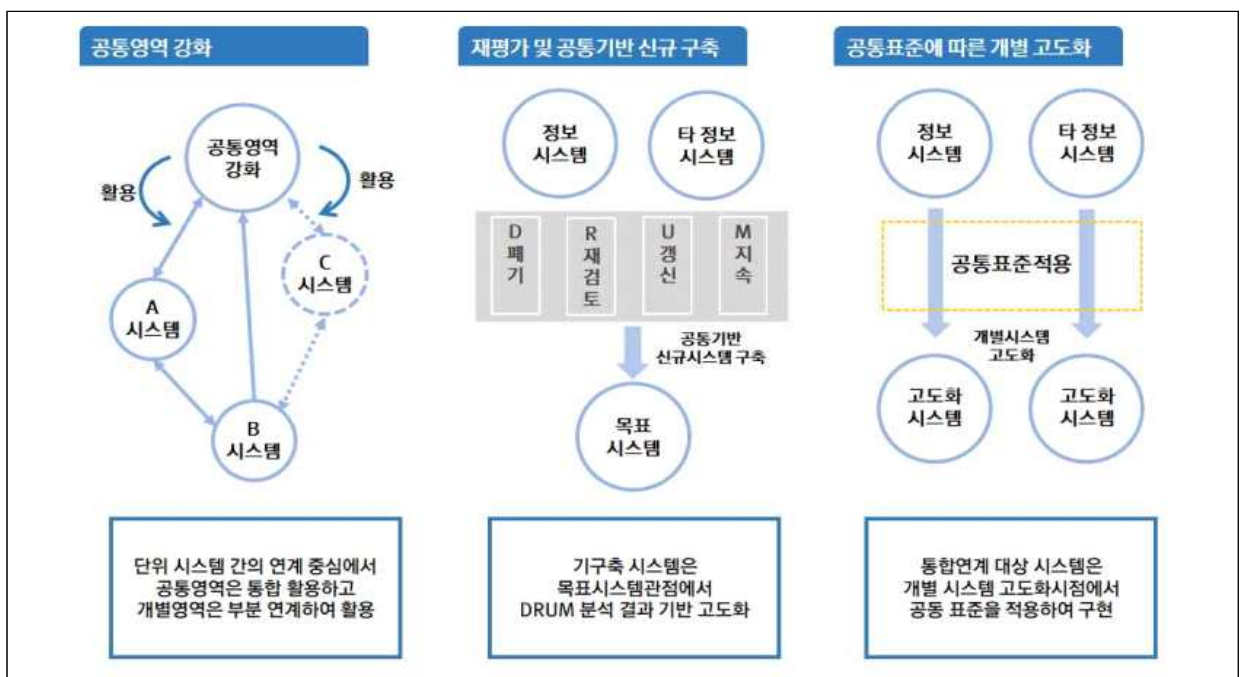 공통영역 강화
공통영역
강화
활용
활용
C
시스템
A
시스템
B
시스템
단위 시스템 간의 연계 중심에서
공통영역은 통합 활용하고
개별영역은 부분 연계하여 활용
재평가 및 공통기반 신규 구축
정보
시스템
타 정보
시스템
D
폐
기
R
재
검
토
U
갱
신
M
지
속
공통기반
신규시스템 구축
목표
시스템
기구축 시스템은
목표시스템관점에서
DRUM 분석 결과 기반 고도화
공통표준에 따른 개별 고도화
정보
시스템
타 정보
시스템
공통표준적용
개별시스템
고도화
고도화
시스템
고도화
시스템
통합연계 대상 시스템은
개별 시스템 고도화시점에서
공동 표준을 적용하여 구현